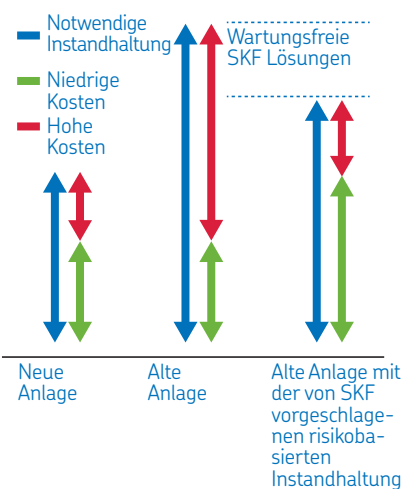 Notwendige
Instandhaltung
Niedrige
Kosten
Hohe
Kosten
Wartungsfreie
SKF Lösungen
Neue
Anlage
Alte
Anlage
Alte Anlage mit
der von SKF
vorgeschlage-
nen risikoba-
sierten
Instandhaltung